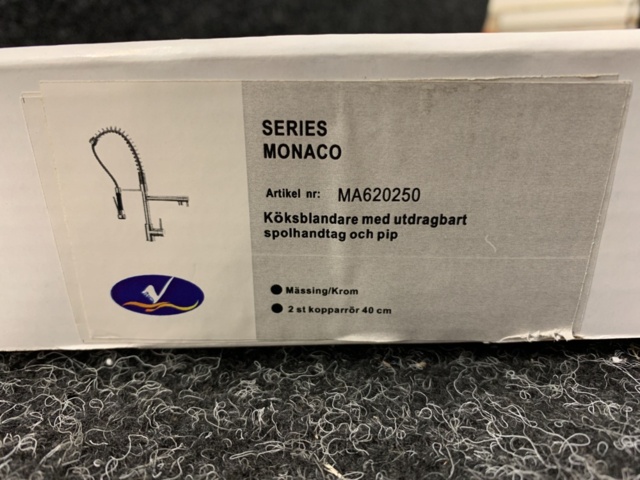 SERIES
MONACO
Artikel nr: MA620250
Köksblandare med utdragbart
spolhandtag och pip
Mässing/Krom
2 st kopparrör 40 cm